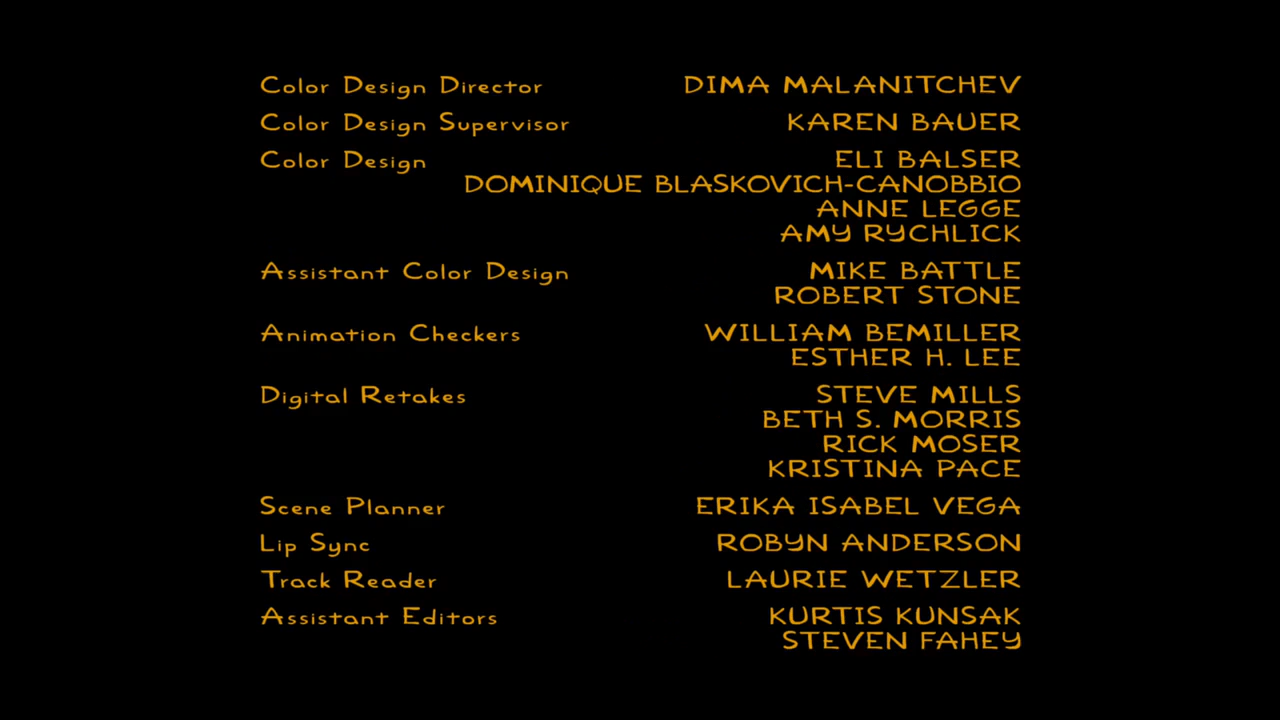 Color Design Director DIMA MALANITCHEV
Color Design Supervisor KAREN BAUER
Color Design ELI BALSER
DOMINIQUE BLASKOVICH-CANOBBIO
ANNE LEGGE
AMY RYCHLICK
Assistant Color Design MIKE BATTLE
ROBERT STONE
Animation Checkers WILLIAM BEMILLER
ESTHER H. LEE
Digital Retakes STEVE MILLS
BETH S. MORRIS
RICK MOSER
KRISTINA PACE
Scene Planner ERIKA ISABEL VEGA
Lip Sync ROBYN ANDERSON
Track Reader LAURIE WETZLER
Assistant Editors KURTIS KUNSAK
STEVEN FAHEY